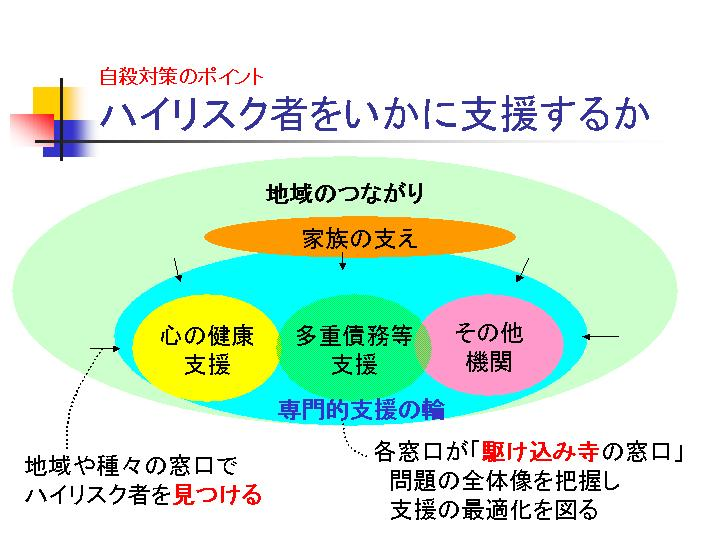 自殺対策のポイント
ハイリスク者をいかに支援するか
地域のつながり
家族の支え
心の健康
支援
多重債務等
支援
その他
機関
専門的支援の輪
地域や種々の窓口で
ハイリスク者を見つける
各窓口が「駆け込み寺の窓口」
問題の全体像を把握し
支援の最適化を図る